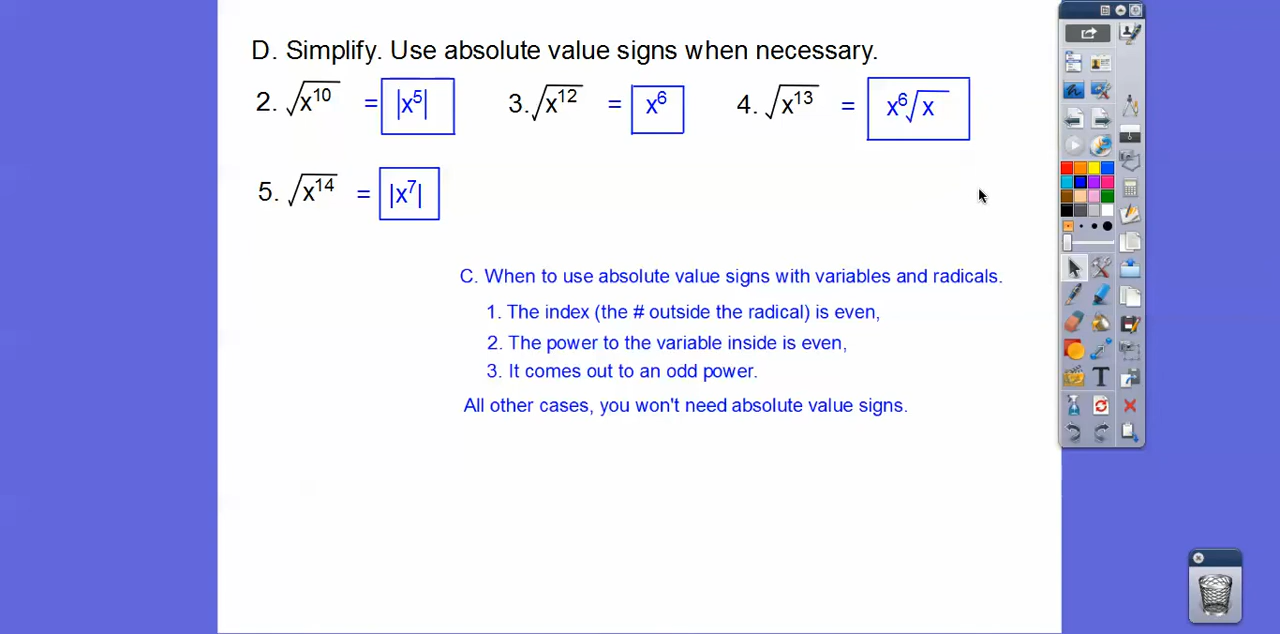 D. Simplify. Use absolute value signs when necessary.
2. √x¹⁰ = |x⁵| 3. √x¹² = x⁶ 4. √x¹³ = x⁶√x
5. √x¹⁴ = |x⁷|
C. When to use absolute value signs with variables and radicals.
1. The index (the # outside the radical) is even,
2. The power to the variable inside is even,
3. It comes out to an odd power.
All other cases, you won't need absolute value signs.